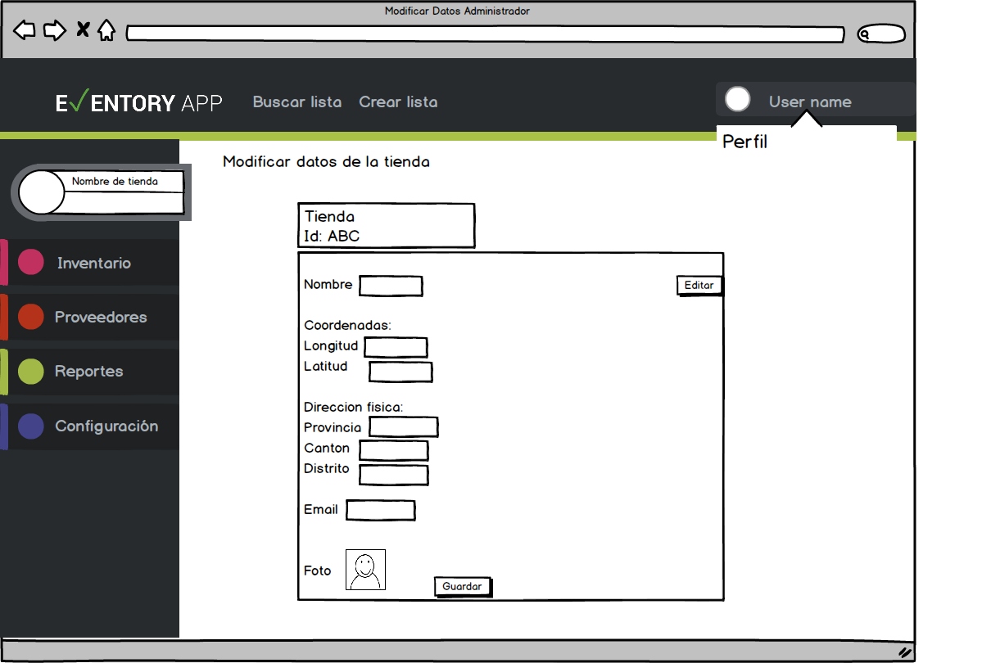 Modificar Datos Administrador
E✓ENTORY APP
Buscar lista
Crear lista
User name
Perfil
Modificar datos de la tienda
Nombre de tienda
Inventario
Proveedores
Reportes
Configuración
Tienda
Id: ABC
Nombre
Editar
Coordenadas:
Longitud
Latitud
Direccion fisica:
Provincia
Canton
Distrito
Email
Foto
Guardar